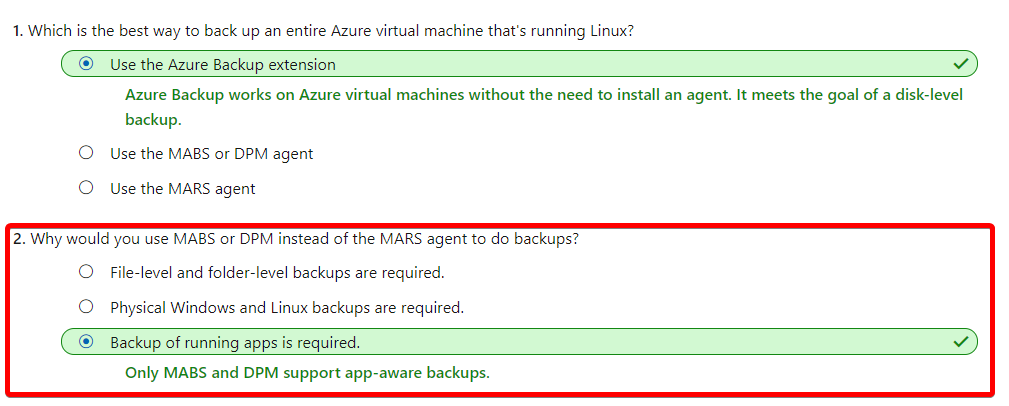 1. Which is the best way to back up an entire Azure virtual machine that's running Linux?
Use the Azure Backup extension
Azure Backup works on Azure virtual machines without the need to install an agent. It meets the goal of a disk-level
backup.
Use the MABS or DPM agent
Use the MARS agent
2. Why would you use MABS or DPM instead of the MARS agent to do backups?
File-level and folder-level backups are required.
Physical Windows and Linux backups are required.
Backup of running apps is required.
Only MABS and DPM support app-aware backups.